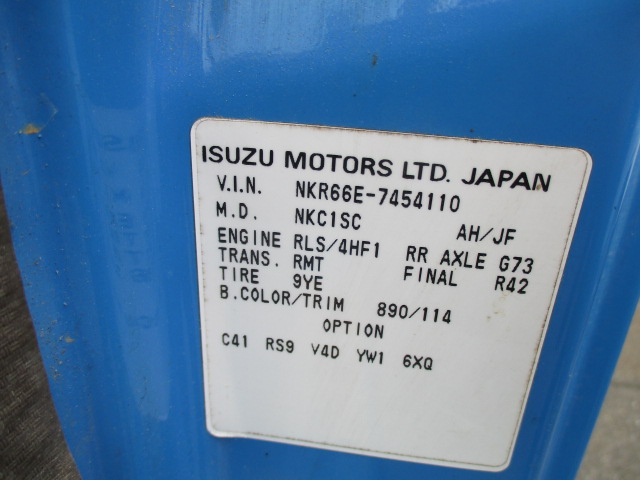 ISUZU MOTORS LTD. JAPAN
V.I.N. NKR66E-7454110
M.D. NKC1SC AH/JF
ENGINE RLS/4HF1 RR AXLE G73
TRANS. RMT FINAL R42
TIRE 9YE
B.COLOR/TRIM 890/114
OPTION
C41 RS9 V4D YW1 6XQ